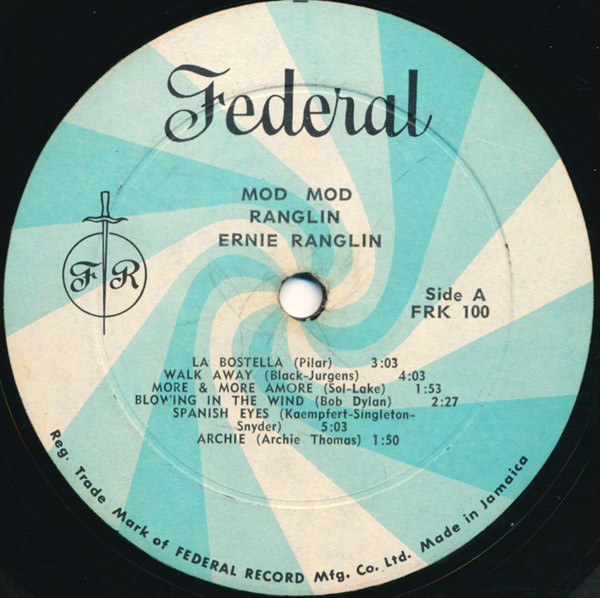 Federal
MOD MOD
RANGLIN
ERNIE RANGLIN
F R
Side A
FRK 100
LA BOSTELLA (Pilar) 3:03
WALK AWAY (Black-Jurgens) 4:03
MORE & MORE AMORE (Sol-Lake) 1:53
BLOWING IN THE WIND (Bob Dylan) 2:27
SPANISH EYES (Kaempfert-Singleton-
Snyder) 5:03
ARCHIE (Archie Thomas) 1:50
Reg. Trade Mark of FEDERAL RECORD Mfg. Co. Ltd. Made in Jamaica